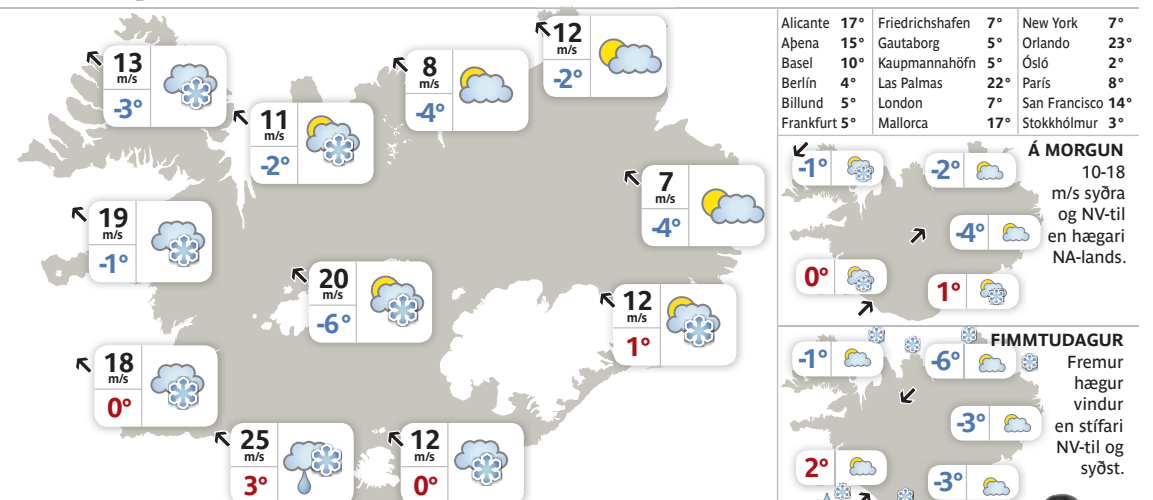 13
m/s
-3°
11
m/s
-2°
8
m/s
-4°
12
m/s
-2°
19
m/s
-1°
7
m/s
-4°
20
m/s
-6°
12
m/s
1°
18
m/s
0°
25
m/s
3°
12
m/s
0°
Alicante 17°
Aþena 15°
Basel 10°
Berlín 4°
Billund 5°
Frankfurt 5°
Friedrichshafen 7°
Gautaborg 5°
Kaupmannahöfn 5°
Las Palmas 22°
London 7°
Mallorca 17°
New York 7°
Orlando 23°
Ósló 2°
París 8°
San Francisco 14°
Stokkhólmur 3°
Á MORGUN
10-18
m/s syðra
og NV-til
en hægari
NA-lands.
-1°
-2°
-4°
0°
1°
FIMMTUDAGUR
Fremur
hægur
vindur
en stífari
NV-til og
syðst.
-1°
-6°
-3°
2°
-3°